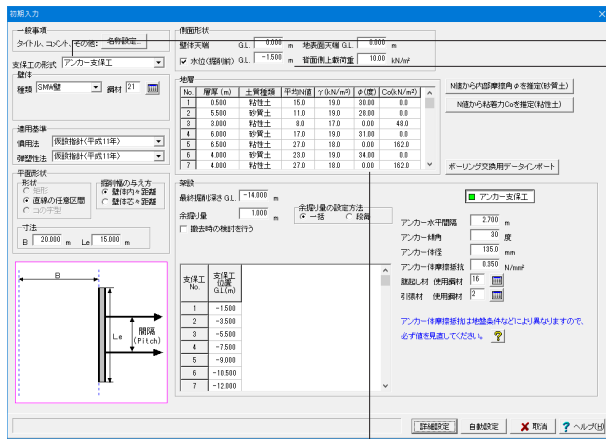 初期入力
一般事項
タイトル、コメント、その他: 名称設定...
支保工の形式 アンカー支保工
壁体
種類 SMW壁 鋼材 21
適用基準
慣用法 仮設指針<平成11年>
弾塑性法 仮設指針<平成11年>
平面形状
形状
矩形
直線の任意区間
コの字型
掘削幅の与え方
壁体内々距離
壁体芯々距離
寸法
B 20.000 m Le 15.000 m
B
Le
間隔
(Pitch)
側面形状
壁体天端 G.L. 0.000 m 地表面天端 G.L. 0.000 m
水位(掘削前) G.L. -1.500 m 背面側上載荷重 10.00 kN/m²
地層
No. 層厚(m) 土質種類 平均N値 γ(kN/m³) φ(度) Co(kN/m²)
1 0.500 粘性土 15.0 19.0 30.00 0.0
2 5.500 砂質土 11.0 19.0 28.00 0.0
3 3.000 粘性土 8.0 17.0 0.00 48.0
4 6.000 砂質土 17.0 19.0 31.00 0.0
5 6.500 粘性土 27.0 18.0 0.00 162.0
6 4.000 砂質土 23.0 19.0 34.00 0.0
7 4.000 粘性土 27.0 18.0 0.00 162.0
N値から内部摩擦角φを推定(砂質土)
N値から粘着力Coを推定(粘性土)
ボーリング交換用データインポート
架設
最終掘削深さ G.L. -14.000 m
余掘り量 1.000 m
余掘り量の設定方法
一括 段毎
撤去時の検討を行う
支保工 No. 支保工位置 G.L(m)
1 -1.500
2 -3.500
3 -5.500
4 -7.500
5 -9.000
6 -10.500
7 -12.000
アンカー支保工
アンカー水平間隔 2.700 m
アンカー傾角 30 度
アンカー体径 135.0 mm
アンカー体摩擦抵抗 0.350 N/mm²
腹起し材 使用鋼材 16
引張材 使用鋼材 2
アンカー体摩擦抵抗は地盤条件などにより異なりますので、
必ず値を見直してください。
詳細設定 自動設定 取消 ヘルプ(H)